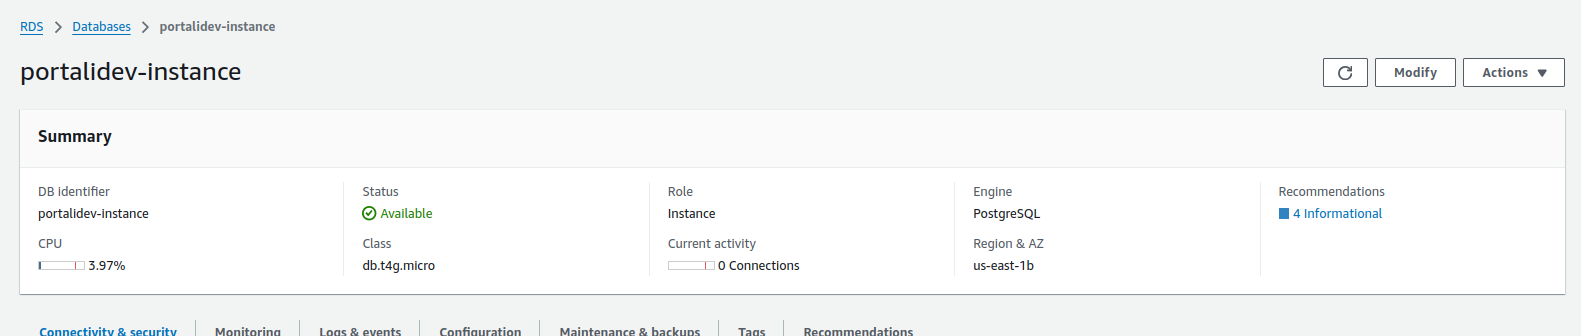 RDS > Databases > portalidev-instance
portalidev-instance
Modify
Actions
Summary
DB identifier
portalidev-instance
Status
Available
Role
Instance
Engine
PostgreSQL
Recommendations
4 Informational
CPU
3.97%
Class
db.t4g.micro
Current activity
0 Connections
Region & AZ
us-east-1b
Connectivity & security
Monitoring
Logs & events
Configuration
Maintenance & backups
Tags
Recommendations